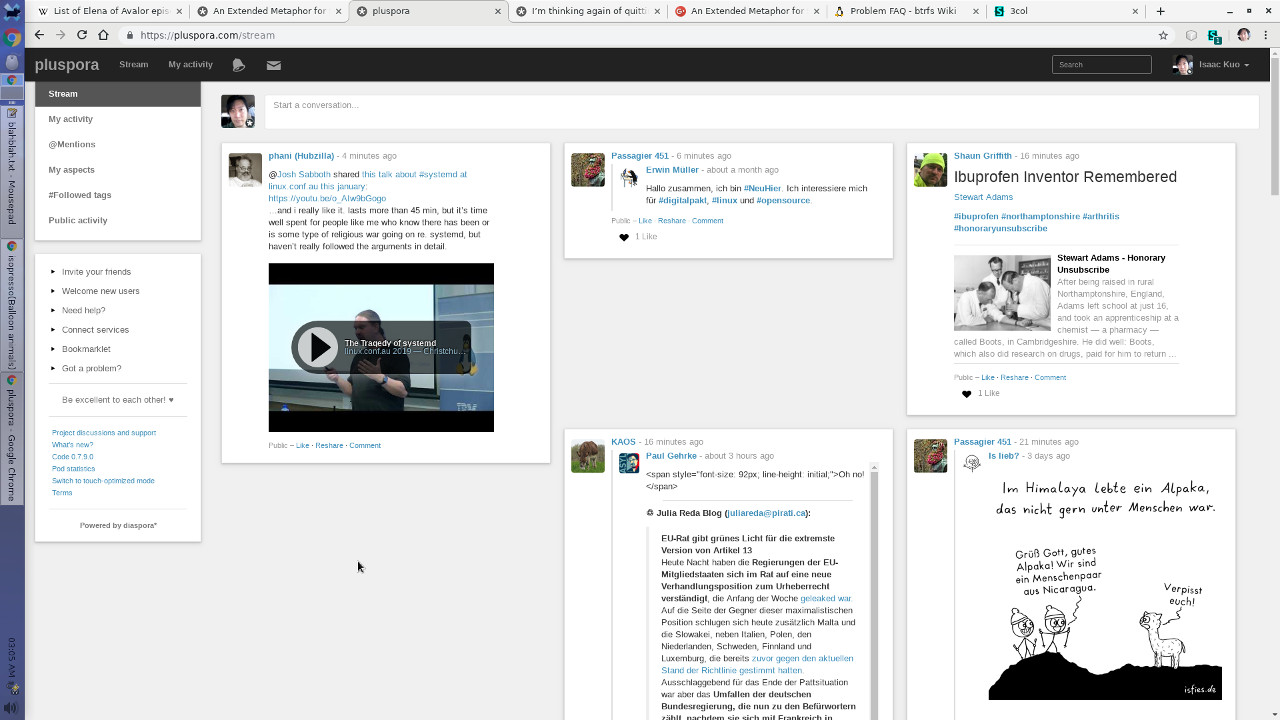 List of Elena of Avalor epis
An Extended Metaphor for
pluspora
I'm thinking again of quitti
An Extended Metaphor for
Problem FAQ - btrfs Wiki
3col
https://pluspora.com/stream
pluspora
Stream
My activity
Search
Isaac Kuo
blahblah.txt - Mousepad
pluspora - Google Chrome
03:05 AM
Stream
My activity
@Mentions
My aspects
#Followed tags
Public activity
Invite your friends
Welcome new users
Need help?
Connect services
Bookmarklet
Got a problem?
Be excellent to each other! ♥
Project discussions and support
What's new?
Code 0.7.9.0
Pod statistics
Switch to touch-optimized mode
Terms
Powered by diaspora*
Start a conversation...
phani (Hubzilla) - 4 minutes ago
@Josh Sabboth shared this talk about #systemd at
linux.conf.au this january:
https://youtu.be/o_AIw9bGogo
…and i really like it. lasts more than 45 min, but it's time
well spent for people like me who know there has been or
is some type of religious war going on re. systemd, but
haven't really followed the arguments in detail.
The Tragedy of systemd
linux.conf.au 2019 — Christchu...
Public – Like · Reshare · Comment
Passagier 451 - 6 minutes ago
Erwin Müller - about a month ago
Hallo zusammen, ich bin #NeuHier. Ich interessiere mich
für #digitalpakt, #linux und #opensource.
Public – Like · Reshare · Comment
1 Like
Shaun Griffith - 16 minutes ago
Ibuprofen Inventor Remembered
Stewart Adams
#ibuprofen #northamptonshire #arthritis
#honoraryunsubscribe
Stewart Adams - Honorary
Unsubscribe
After being raised in rural
Northamptonshire, England,
Adams left school at just 16,
and took an apprenticeship at a
chemist — a pharmacy —
called Boots, in Cambridgeshire. He did well: Boots,
which also did research on drugs, paid for him to return ...
Public – Like · Reshare · Comment
1 Like
KAOS - 16 minutes ago
Paul Gehrke - about 3 hours ago
<span style="font-size: 92px; line-height: initial;">Oh no!
</span>
♲ Julia Reda Blog (juliareda@pirati.ca):
EU-Rat gibt grünes Licht für die extremste
Version von Artikel 13
Heute Nacht haben die Regierungen der EU-
Mitgliedstaaten sich im Rat auf eine neue
Verhandlungsposition zum Urheberrecht
verständigt, die Anfang der Woche geleaked war.
Auf die Seite der Gegner dieser maximalistischen
Position schlugen sich heute zusätzlich Malta und
die Slowakei, neben Italien, Polen, den
Niederlanden, Schweden, Finnland und
Luxemburg, die bereits zuvor gegen den aktuellen
Stand der Richtlinie gestimmt hatten.
Ausschlaggebend für das Ende der Pattsituation
war aber das Umfallen der deutschen
Bundesregierung, die nun zu den Befürwortern
zählt, nachdem sie sich mit Frankreich in
Passagier 451 - 21 minutes ago
Is lieb? - 3 days ago
Im Himalaya lebte ein Alpaka,
das nicht gern unter Menschen war.
Grüß Gott, gutes
Alpaka! Wir sind
ein Menschenpaar
aus Nicaragua.
Verpisst
euch!
isfies.de